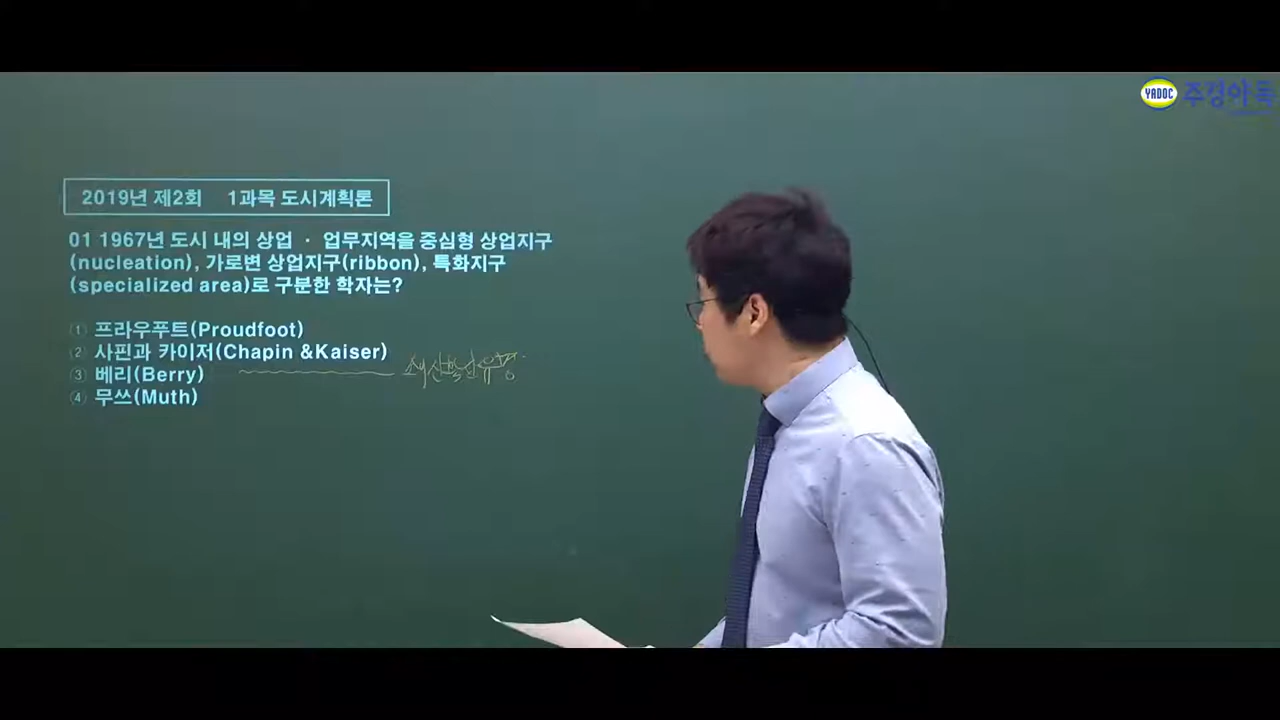 YADOC 주경야독
2019년 제2회 1과목 도시계획론
01 1967년 도시 내의 상업 · 업무지역을 중심형 상업지구
(nucleation), 가로변 상업지구(ribbon), 특화지구
(specialized area)로 구분한 학자는?
① 프라우푸트(Proudfoot)
② 사핀과 카이저(Chapin &Kaiser)
③ 베리(Berry)
④ 무쓰(Muth)